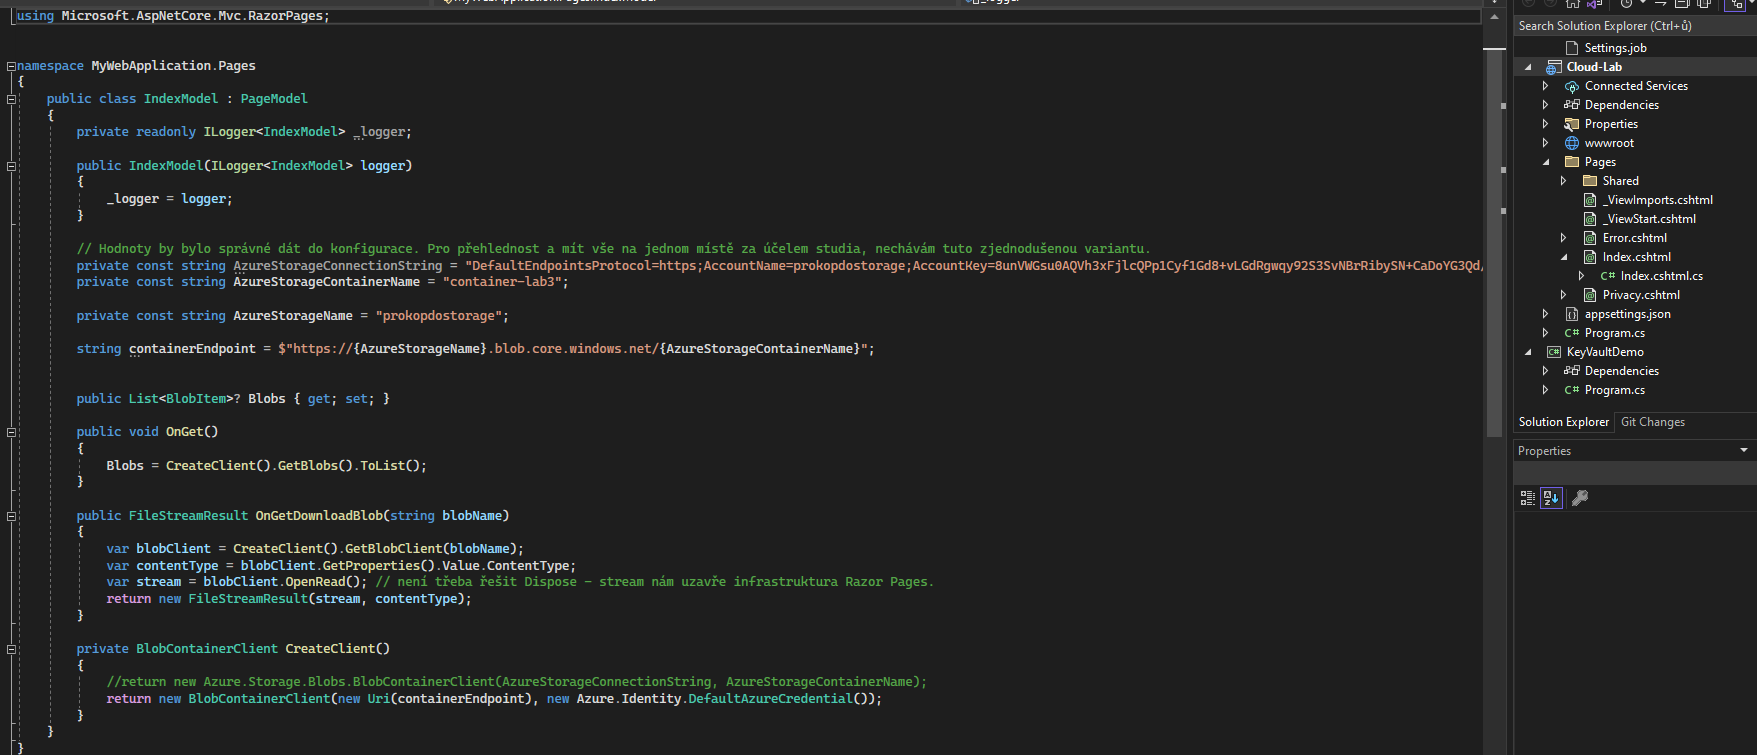 using Microsoft.AspNetCore.Mvc.RazorPages;
namespace MyWebApplication.Pages
{
public class IndexModel : PageModel
{
private readonly ILogger<IndexModel> _logger;
public IndexModel(ILogger<IndexModel> logger)
{
_logger = logger;
}
// Hodnoty by bylo správné dát do konfigurace. Pro přehlednost a mít vše na jednom místě za účelem studia, nechávám tuto zjednodušenou variantu.
private const string AzureStorageConnectionString = "DefaultEndpointsProtocol=https;AccountName=prokopdostorage;AccountKey=8unVWGsu0AQVh3xFjlcQPp1Cyf1Gd8+vLGdRgwqy92S3SvNBrRibySN+CaDoYG3Qd/
private const string AzureStorageContainerName = "container-lab3";
private const string AzureStorageName = "prokopdostorage";
string containerEndpoint = $"https://{AzureStorageName}.blob.core.windows.net/{AzureStorageContainerName}";
public List<BlobItem>? Blobs { get; set; }
public void OnGet()
{
Blobs = CreateClient().GetBlobs().ToList();
}
public FileStreamResult OnGetDownloadBlob(string blobName)
{
var blobClient = CreateClient().GetBlobClient(blobName);
var contentType = blobClient.GetProperties().Value.ContentType;
var stream = blobClient.OpenRead(); // není třeba řešit Dispose - stream nám uzavře infrastruktura Razor Pages.
return new FileStreamResult(stream, contentType);
}
private BlobContainerClient CreateClient()
{
//return new Azure.Storage.Blobs.BlobContainerClient(AzureStorageConnectionString, AzureStorageContainerName);
return new BlobContainerClient(new Uri(containerEndpoint), new Azure.Identity.DefaultAzureCredential());
}
}
}
Search Solution Explorer (Ctrl+ů)
Settings.job
Cloud-Lab
Connected Services
Dependencies
Properties
wwwroot
Pages
Shared
_ViewImports.cshtml
_ViewStart.cshtml
Error.cshtml
Index.cshtml
C# Index.cshtml.cs
Privacy.cshtml
appsettings.json
C# Program.cs
C# KeyVaultDemo
Dependencies
C# Program.cs
Solution Explorer Git Changes
Properties